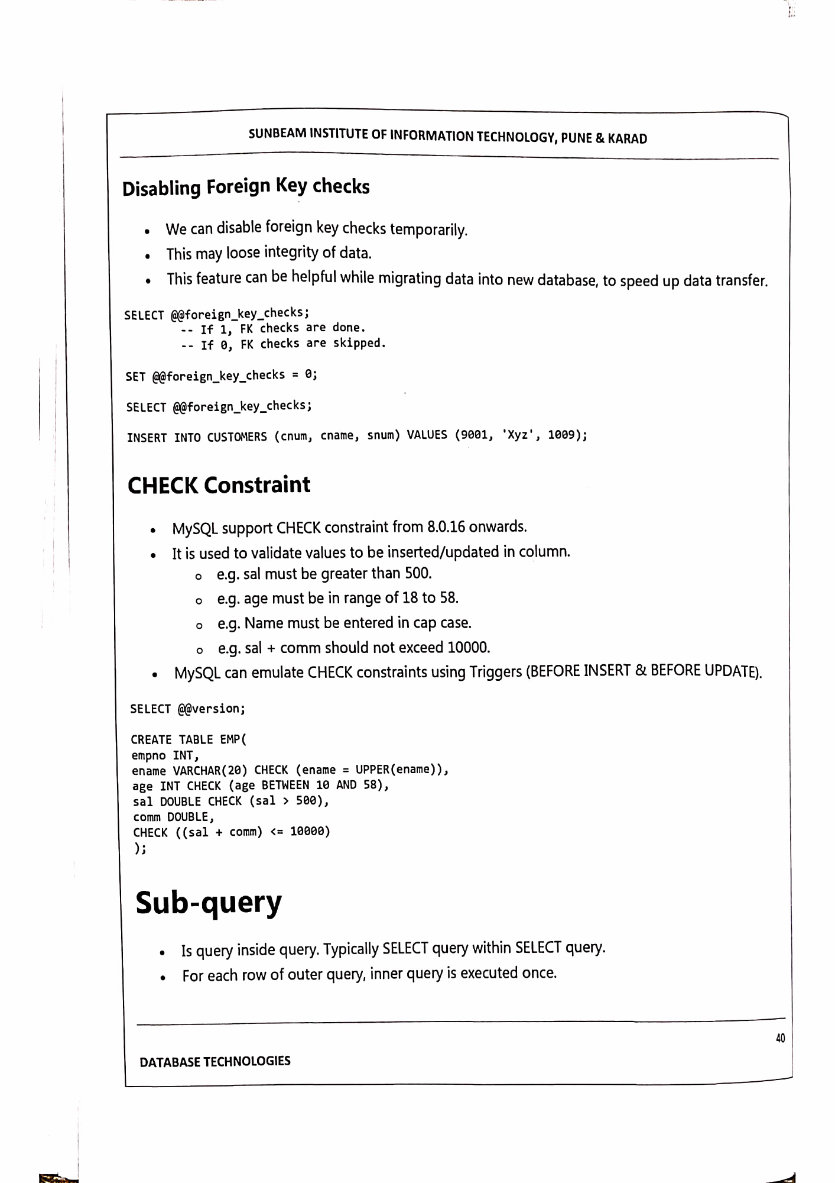 SUNBEAM INSTITUTE OF INFORMATION TECHNOLOGY, PUNE & KARAD
Disabling Foreign Key checks
• We can disable foreign key checks temporarily.
• This may loose integrity of data.
• This feature can be helpful while migrating data into new database, to speed up data transfer.
SELECT @@foreign_key_checks;
-- If 1, FK checks are done.
-- If 0, FK checks are skipped.
SET @@foreign_key_checks = 0;
SELECT @@foreign_key_checks;
INSERT INTO CUSTOMERS (cnum, cname, snum) VALUES (9001, 'Xyz', 1009);
CHECK Constraint
• MySQL support CHECK constraint from 8.0.16 onwards.
• It is used to validate values to be inserted/updated in column.
o e.g. sal must be greater than 500.
o e.g. age must be in range of 18 to 58.
o e.g. Name must be entered in cap case.
o e.g. sal + comm should not exceed 10000.
• MySQL can emulate CHECK constraints using Triggers (BEFORE INSERT & BEFORE UPDATE).
SELECT @@version;
CREATE TABLE EMP(
empno INT,
ename VARCHAR(20) CHECK (ename = UPPER(ename)),
age INT CHECK (age BETWEEN 10 AND 58),
sal DOUBLE CHECK (sal > 500),
comm DOUBLE,
CHECK ((sal + comm) <= 10000)
);
Sub-query
• Is query inside query. Typically SELECT query within SELECT query.
• For each row of outer query, inner query is executed once.
40
DATABASE TECHNOLOGIES